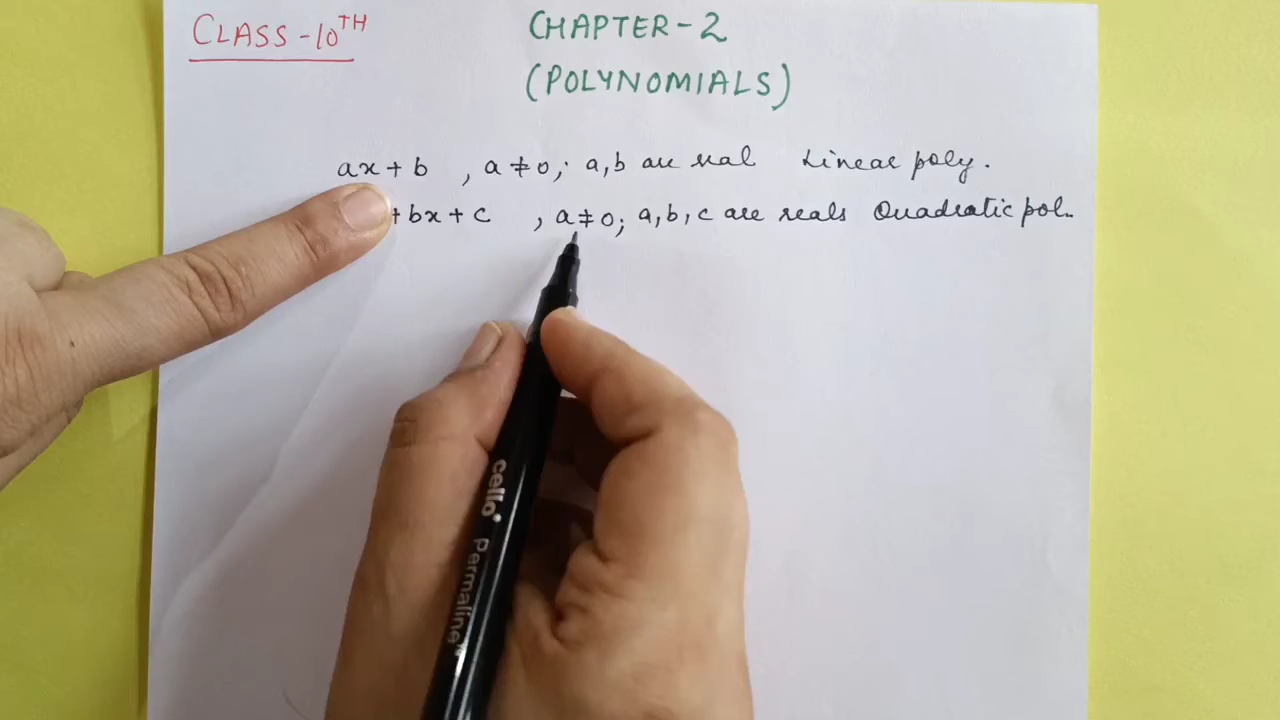 CLASS-10TH
CHAPTER-2
(POLYNOMIALS)
ax + b , a ≠ 0; a, b are real Linear poly.
+ bx + c , a ≠ 0; a, b, c are reals Quadratic pol..
cello Permaline